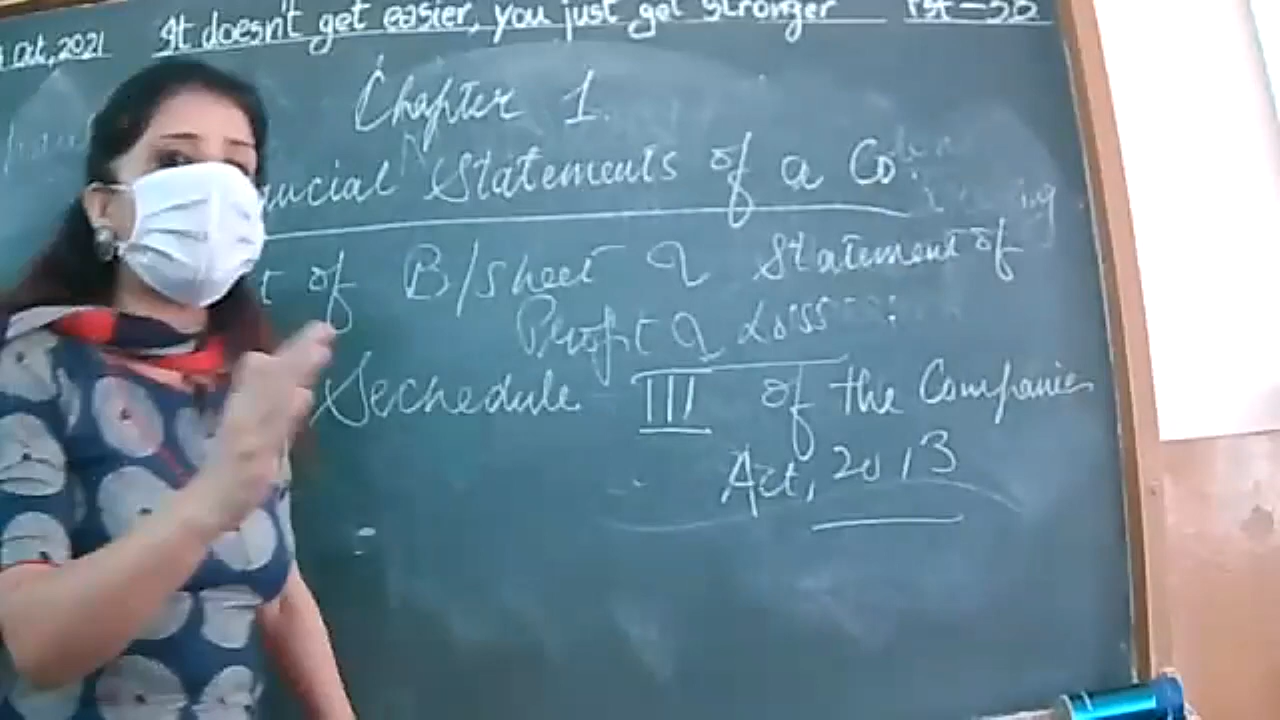 Oct, 2021 It doesn't get easier, you just get stronger
Chapter 1.
ncial Statements of a Co.
t of B/sheet & Statement of
Profit & Loss
Sechedule III of the Companies
Act, 2013